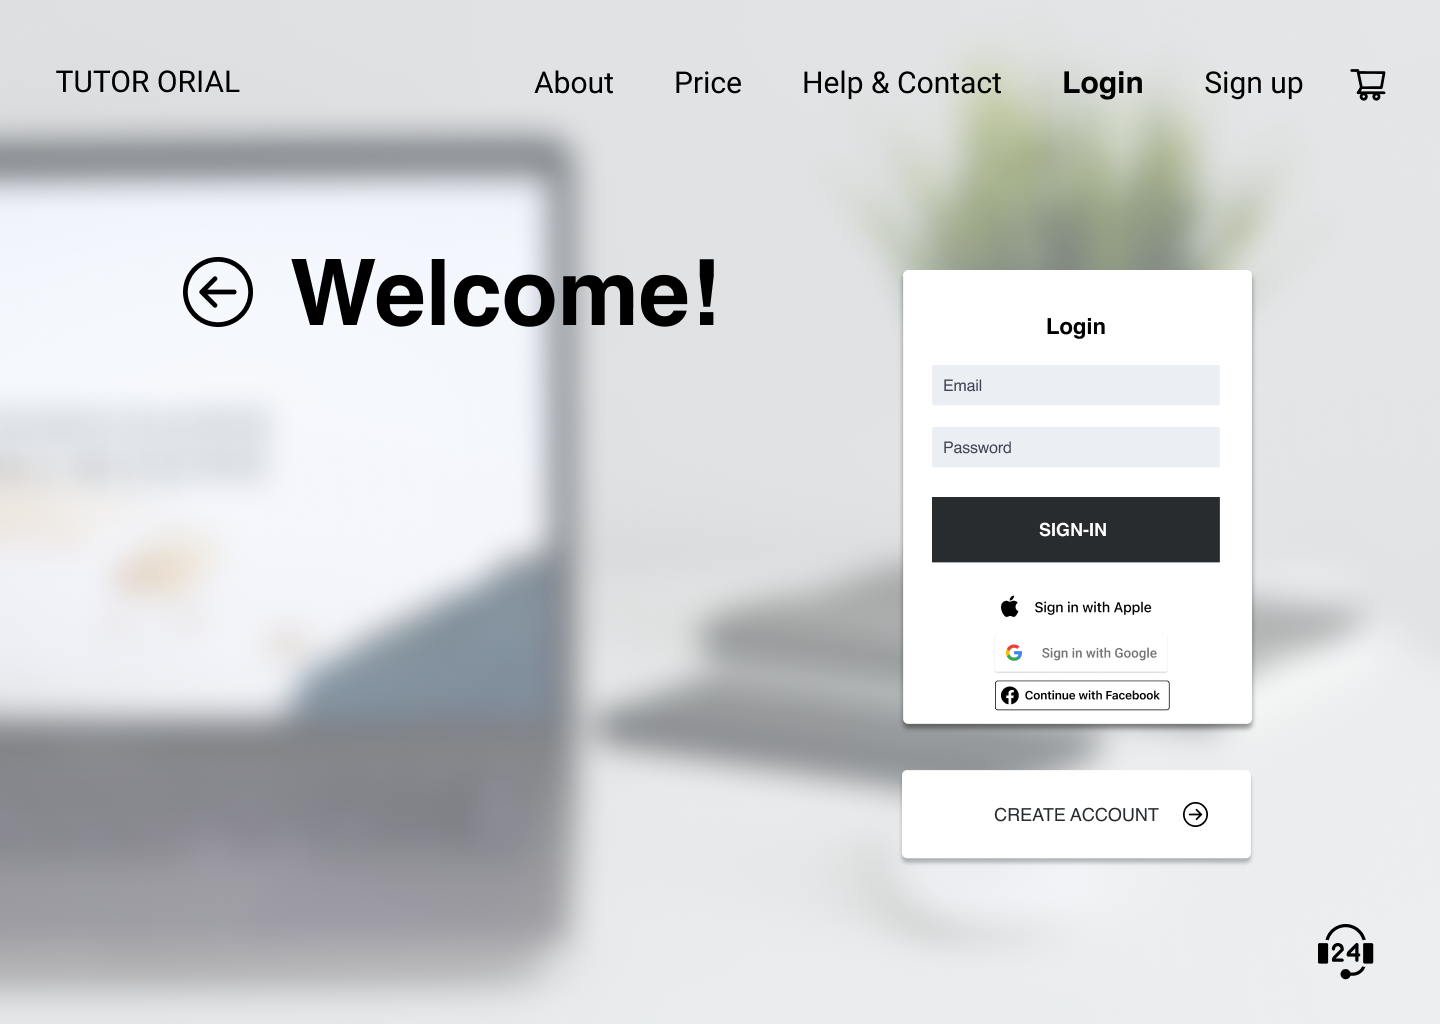 TUTOR ORIAL
About
Price
Help & Contact
Login
Sign up
Welcome!
Login
Email
Password
SIGN-IN
Sign in with Apple
Sign in with Google
Continue with Facebook
CREATE ACCOUNT
24